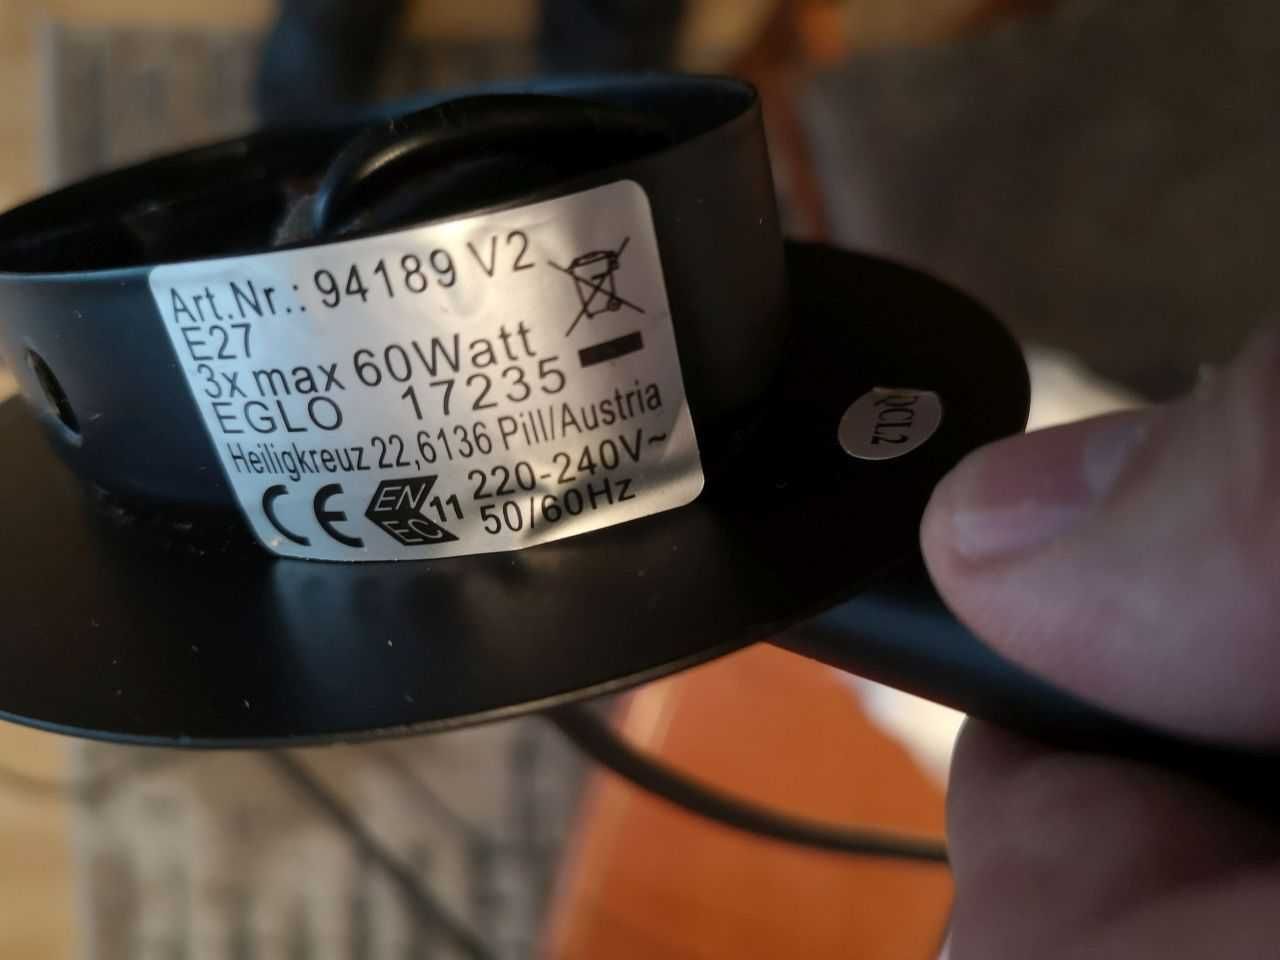 Art.Nr.: 94189 V2
E27
3x max 60Watt
EGLO 17235
Heiligkreuz 22,6136 Pill/Austria
CE EN EC 11 220-240V~
50/60Hz
QCL2